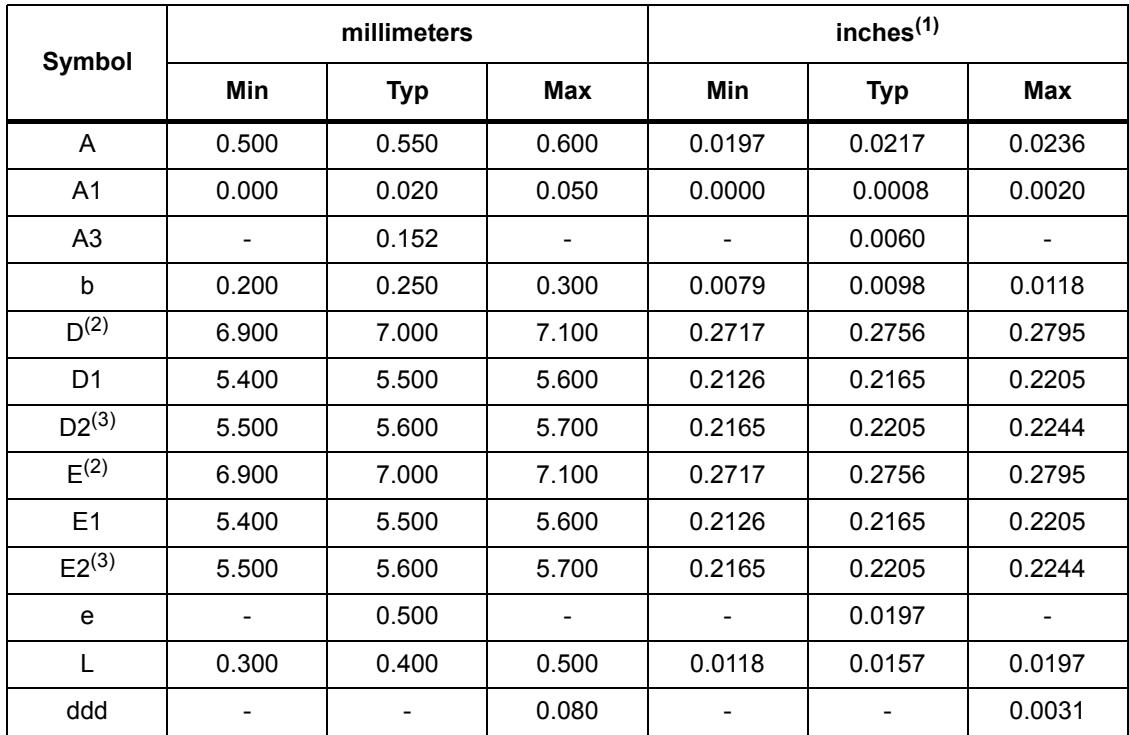 Symbol millimeters inches(1)
Min Typ Max Min Typ Max
A 0.500 0.550 0.600 0.0197 0.0217 0.0236
A1 0.000 0.020 0.050 0.0000 0.0008 0.0020
A3 - 0.152 - - 0.0060 -
b 0.200 0.250 0.300 0.0079 0.0098 0.0118
D(2) 6.900 7.000 7.100 0.2717 0.2756 0.2795
D1 5.400 5.500 5.600 0.2126 0.2165 0.2205
D2(3) 5.500 5.600 5.700 0.2165 0.2205 0.2244
E(2) 6.900 7.000 7.100 0.2717 0.2756 0.2795
E1 5.400 5.500 5.600 0.2126 0.2165 0.2205
E2(3) 5.500 5.600 5.700 0.2165 0.2205 0.2244
e - 0.500 - - 0.0197 -
L 0.300 0.400 0.500 0.0118 0.0157 0.0197
ddd - - 0.080 - - 0.0031